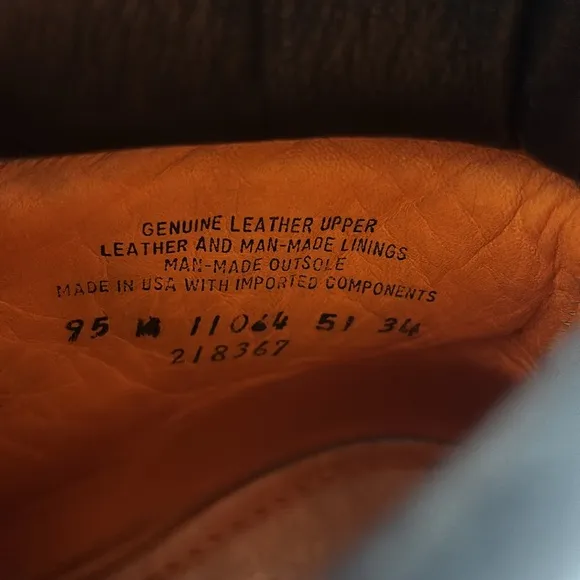 GENUINE LEATHER UPPER
LEATHER AND MAN-MADE LININGS
MAN-MADE OUTSOLE
MADE IN USA WITH IMPORTED COMPONENTS
95 M 11064 51 34
218367